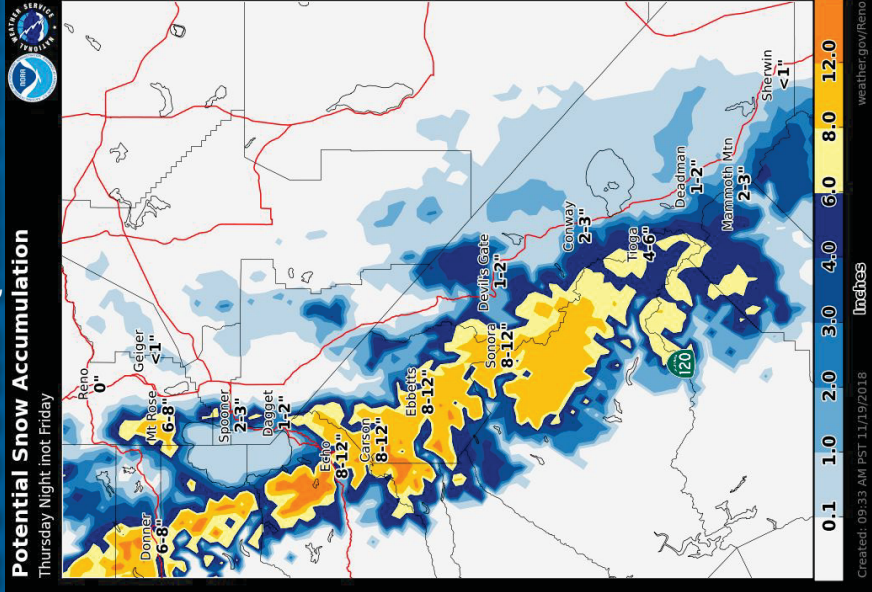 Potential Snow Accumulation
Thursday Night inot Friday
NOAA
NATIONAL WEATHER SERVICE
Donner
6-8"
Mt Rose
6-8"
Reno
0"
Geiger
<1"
Spooner
2-3"
Dagget
1-2"
Echo
8-12"
Carson
8-12"
Ebbetts
8-12"
Sonora
8-12"
Devil's Gate
1-2"
Conway
2-3"
Tioga
4-6"
120
Deadman
1-2"
Mammoth Mtn
2-3"
Sherwin
<1"
0.1 1.0 2.0 3.0 4.0 6.0 8.0 12.0
Inches
Created: 09:33 AM PST 11/19/2018
weather.gov/Reno